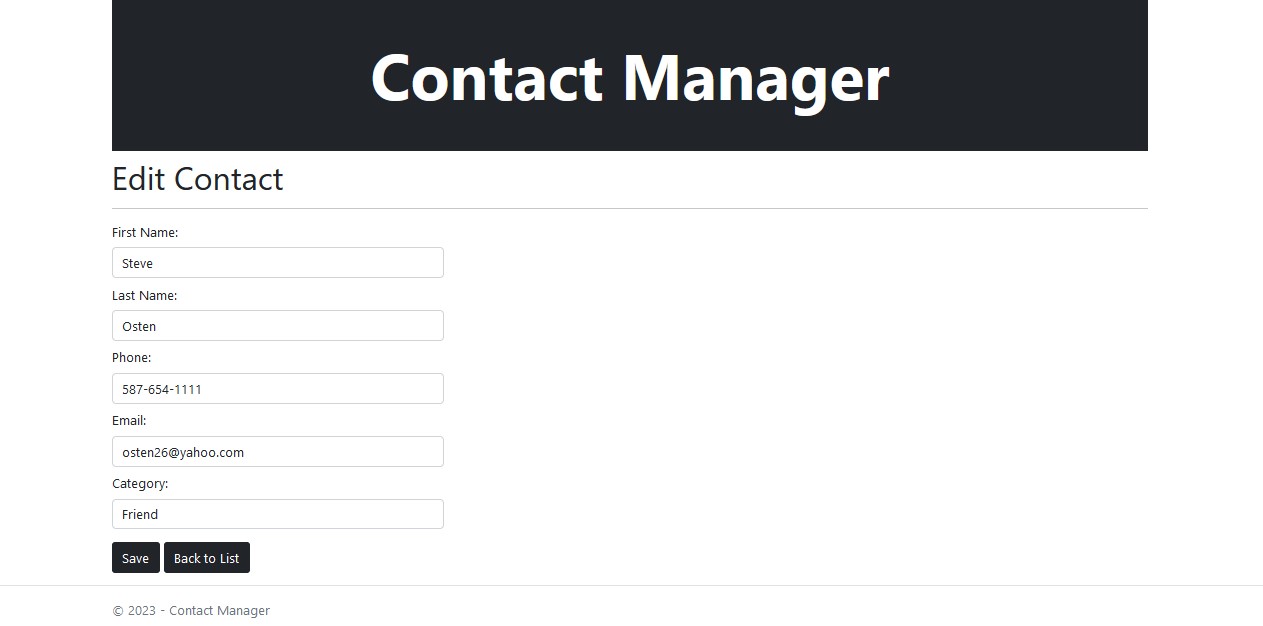 Contact Manager
Edit Contact
First Name:
Steve
Last Name:
Osten
Phone:
587-654-1111
Email:
osten26@yahoo.com
Category:
Friend
Save Back to List
© 2023 - Contact Manager